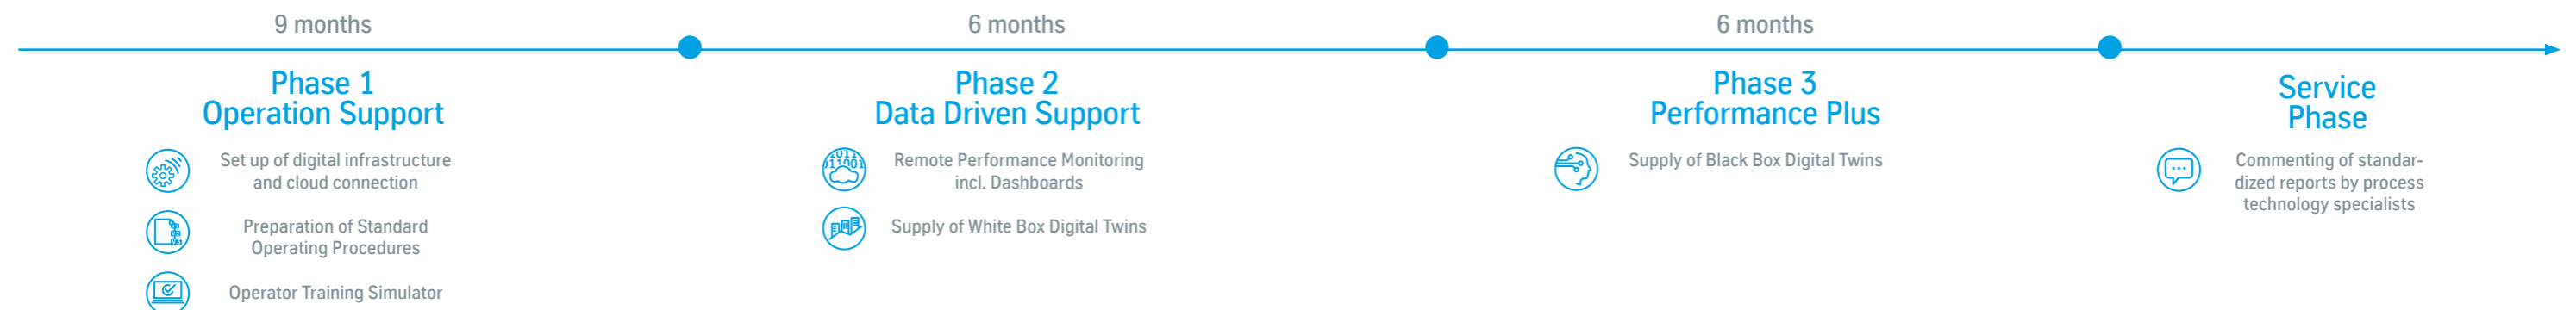 9 months
6 months
6 months
Phase 1
Operation Support
Set up of digital infrastructure
and cloud connection
Preparation of Standard
Operating Procedures
Operator Training Simulator
Phase 2
Data Driven Support
Remote Performance Monitoring
incl. Dashboards
Supply of White Box Digital Twins
Phase 3
Performance Plus
Supply of Black Box Digital Twins
Service
Phase
Commenting of standar-
dized reports by process
technology specialists